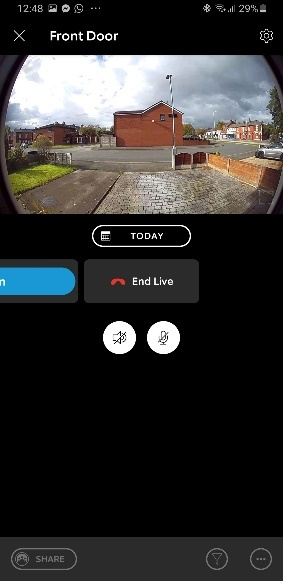 12:48
29%
Front Door
TODAY
n
End Live
SHARE